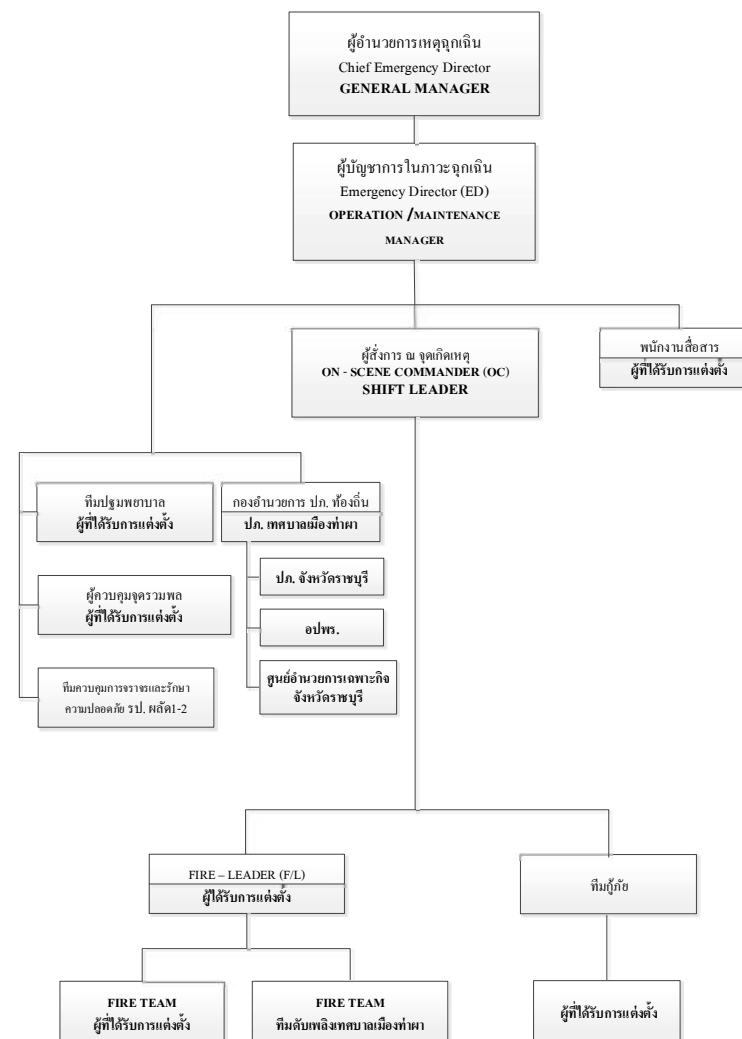 ผู้อำนวยการเหตุฉุกเฉิน
Chief Emergency Director
GENERAL MANAGER
ผู้บัญชาการในภาวะฉุกเฉิน
Emergency Director (ED)
OPERATION /MAINTENANCE
MANAGER
ผู้สั่งการ ณ จุดเกิดเหตุ
ON - SCENE COMMANDER (OC)
SHIFT LEADER
พนักงานสื่อสาร
ผู้ที่ได้รับการแต่งตั้ง
ทีมปฐมพยาบาล
ผู้ที่ได้รับการแต่งตั้ง
กองอำนวยการ ปภ. ท้องถิ่น
ปภ. เทศบาลเมืองท่าผา
ปภ. จังหวัดราชบุรี
ผู้ควบคุมจุดรวมพล
ผู้ที่ได้รับการแต่งตั้ง
อปพร.
ศูนย์อำนวยการเฉพาะกิจ
จังหวัดราชบุรี
ทีมควบคุมการจราจรและรักษา
ความปลอดภัย รป. ผลัด1-2
FIRE – LEADER (F/L)
ผู้ได้รับการแต่งตั้ง
ทีมกู้ภัย
FIRE TEAM
ผู้ที่ได้รับการแต่งตั้ง
FIRE TEAM
ทีมดับเพลิงเทศบาลเมืองท่าผา
ผู้ที่ได้รับการแต่งตั้ง